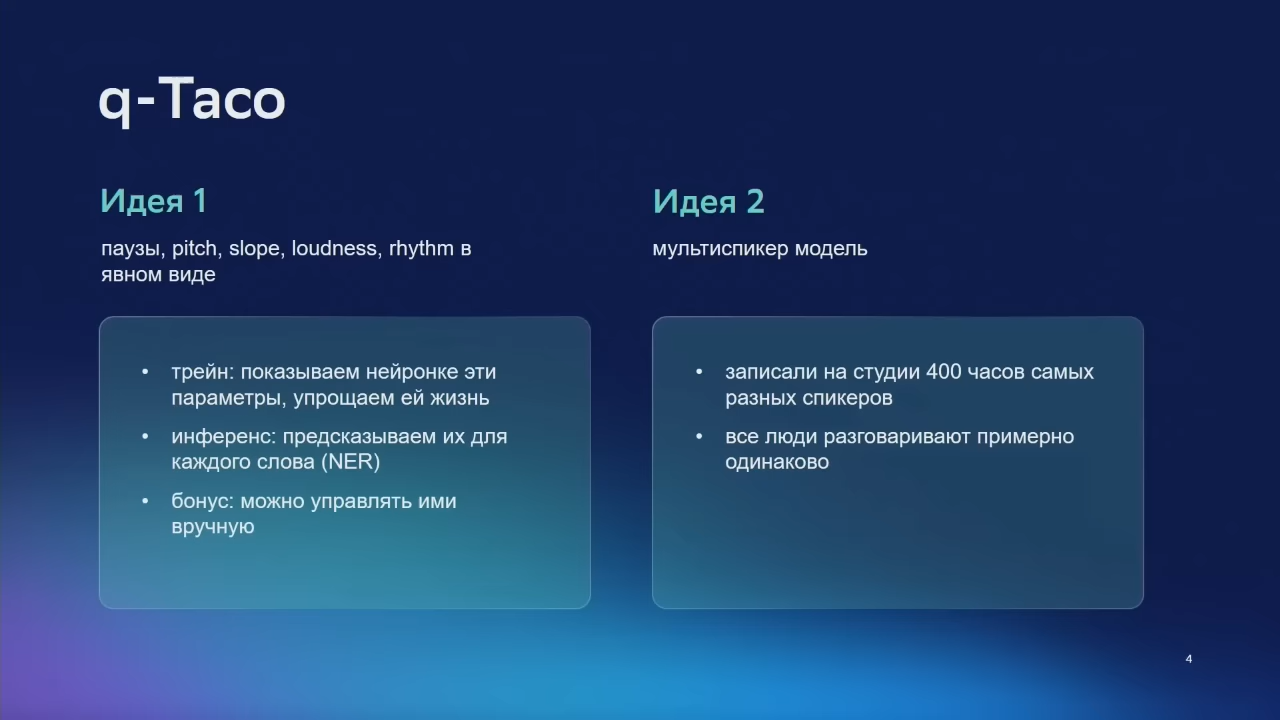 q-Taco
Идея 1
паузы, pitch, slope, loudness, rhythm в
явном виде
• трейн: показываем нейронке эти
параметры, упрощаем ей жизнь
• инференс: предсказываем их для
каждого слова (NER)
• бонус: можно управлять ими
вручную
Идея 2
мультиспикер модель
• записали на студии 400 часов самых
разных спикеров
• все люди разговаривают примерно
одинаково
4